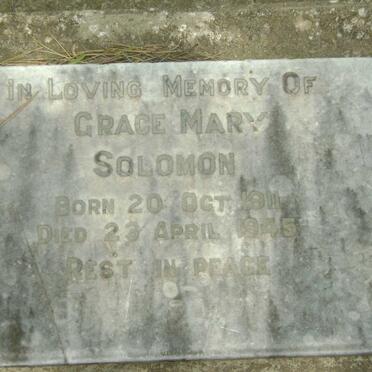 IN LOVING MEMORY OF
GRACE MARY
SOLOMON
BORN 20 OCT 1911
DIED 23 APRIL 1945
REST IN PEACE